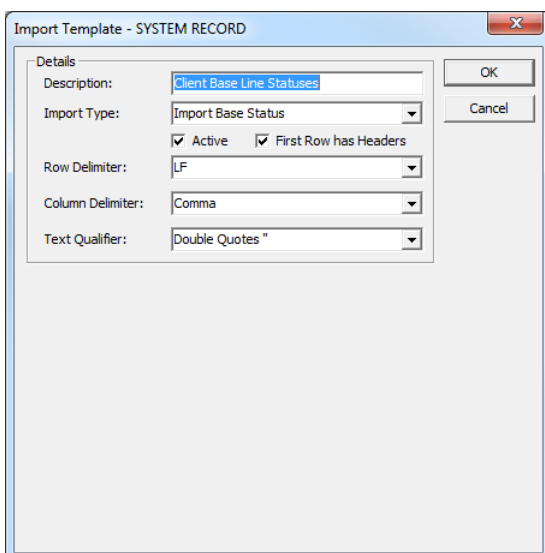 Import Template - SYSTEM RECORD
Details
Description: Client Base Line Statuses
OK
Import Type: Import Base Status
Cancel
Active First Row has Headers
Row Delimiter: LF
Column Delimiter: Comma
Text Qualifier: Double Quotes "